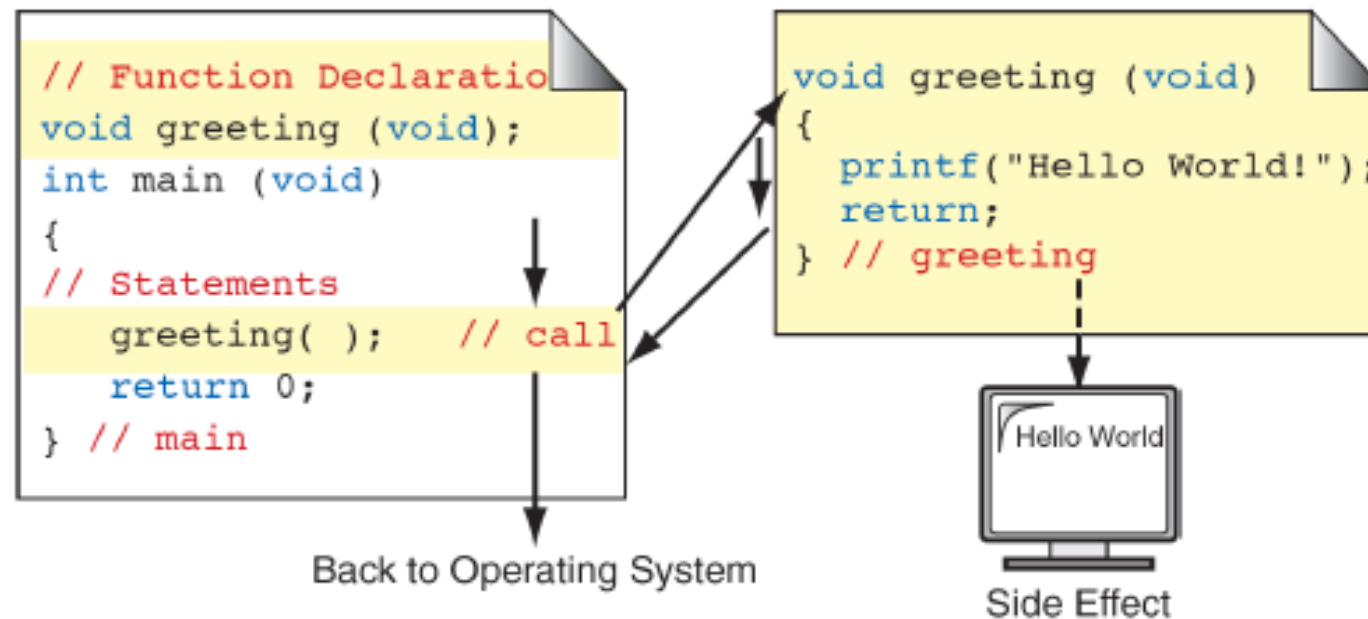 // Function Declaratio
void greeting (void);
int main (void)
{
// Statements
greeting( ); // call
return 0;
} // main
Back to Operating System
void greeting (void)
{
printf("Hello World!");
return;
} // greeting
Hello World
Side Effect